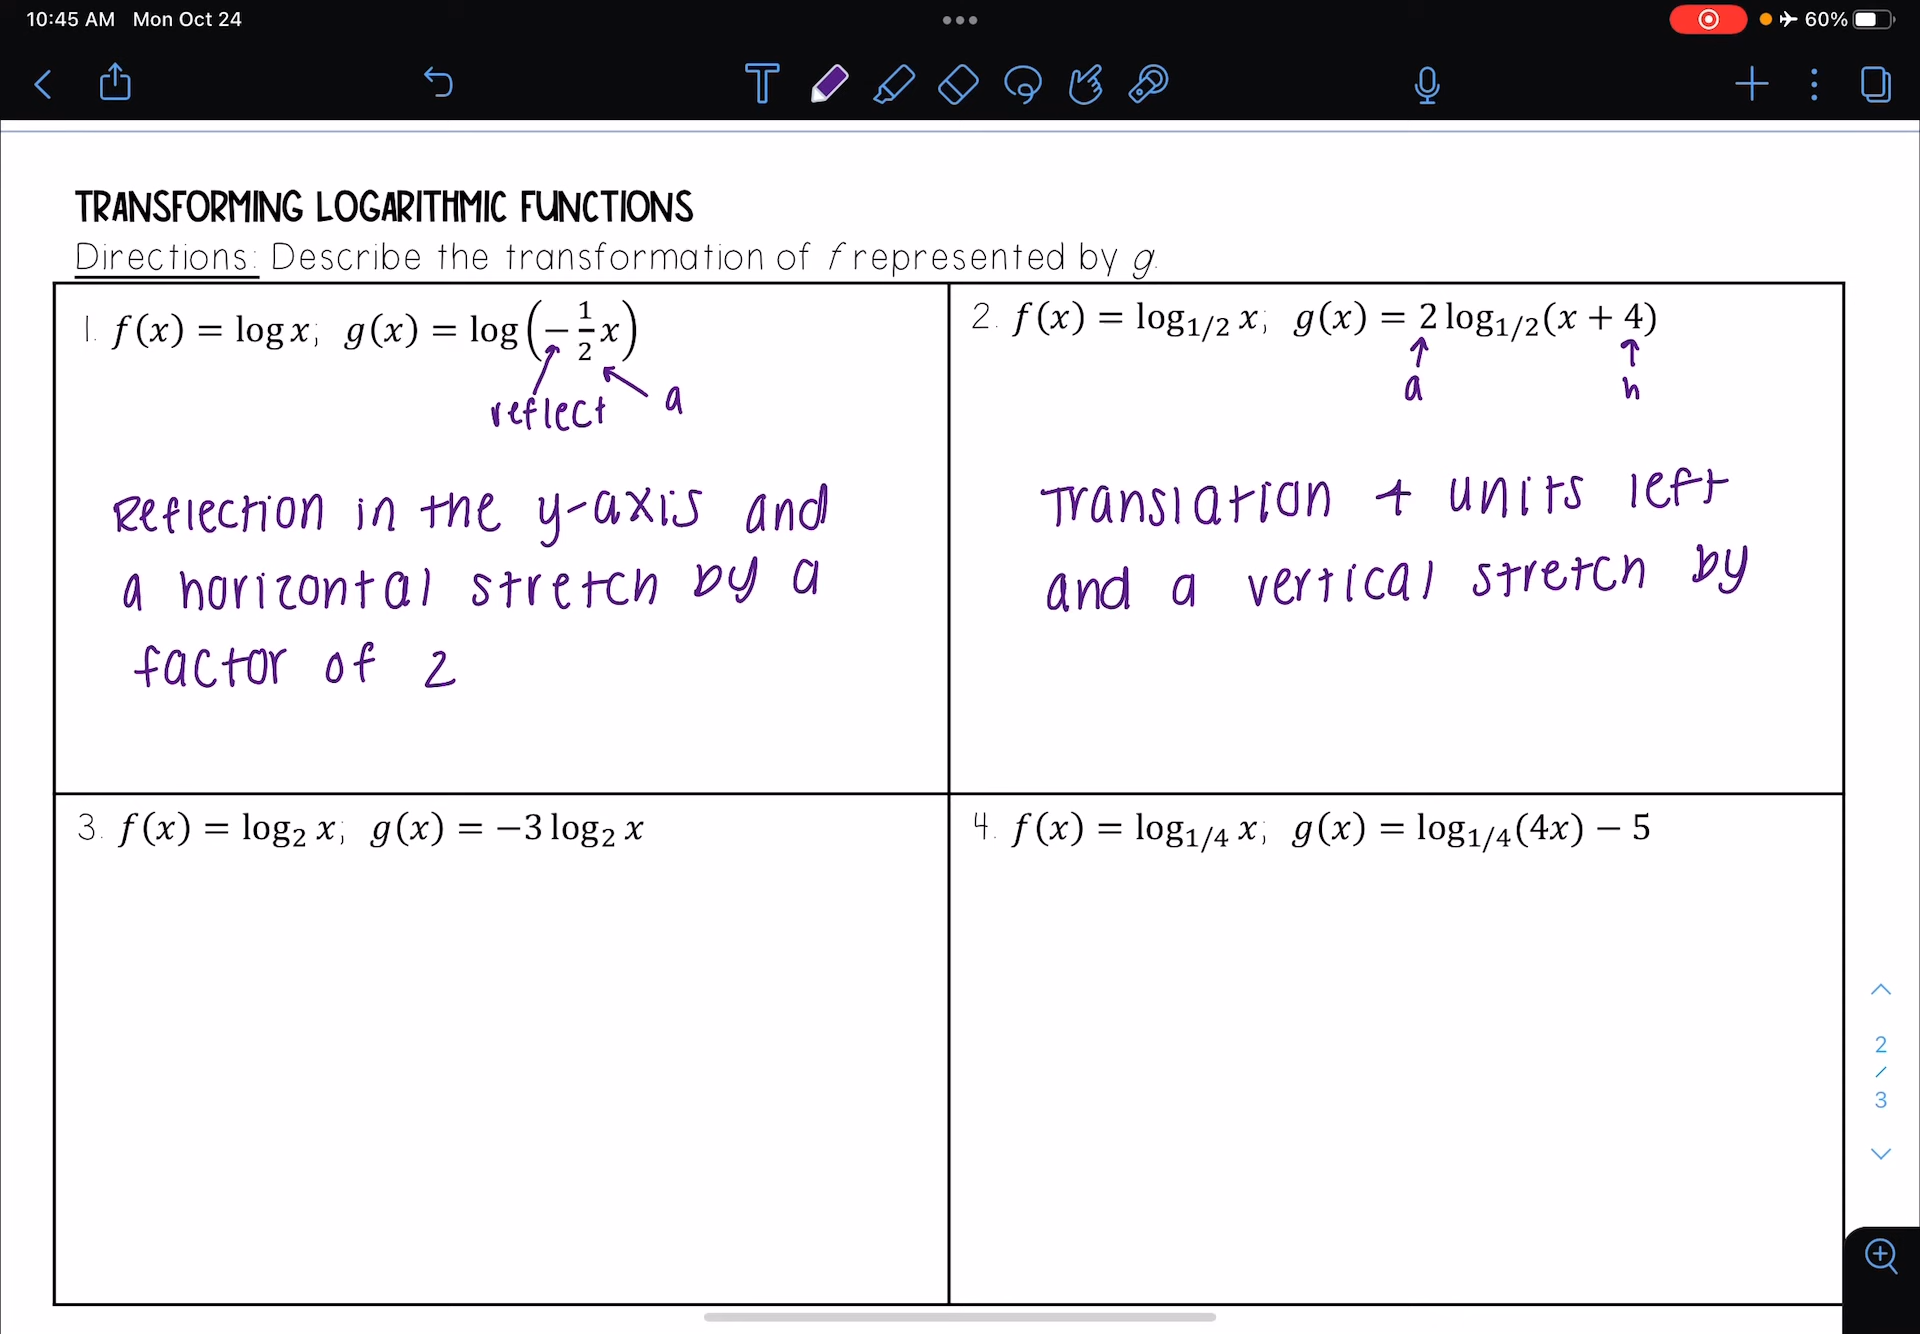 10:45 AM Mon Oct 24
60%
TRANSFORMING LOGARITHMIC FUNCTIONS
Directions: Describe the transformation of f represented by g.
1. f(x) = log x; g(x) = log(−1/2 x)
reflect
a
Reflection in the y-axis and
a horizontal stretch by a
factor of 2
2. f(x) = log₁/₂ x; g(x) = 2 log₁/₂(x + 4)
a
h
Translation 4 units left
and a vertical stretch by
3. f(x) = log₂ x; g(x) = −3 log₂ x
4. f(x) = log₁/₄ x; g(x) = log₁/₄(4x) − 5
2
/
3